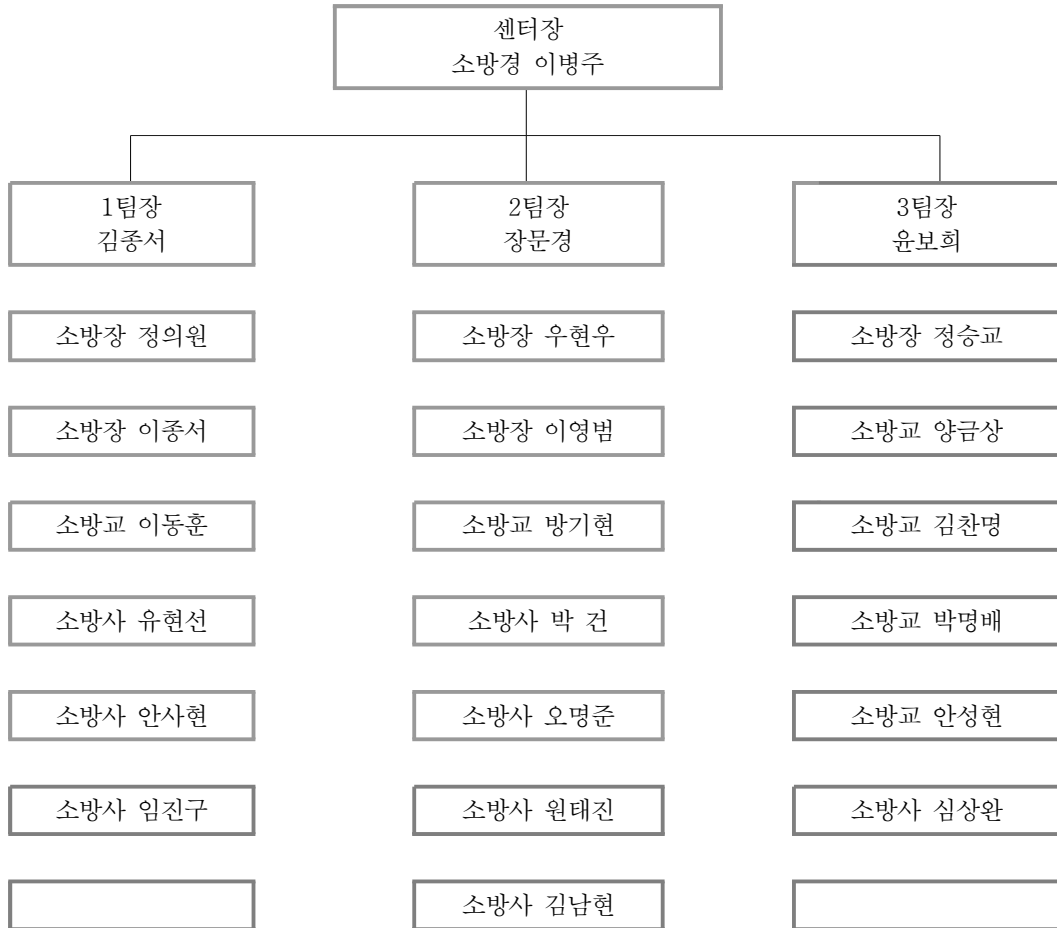 센터장
소방경 이병주
1팀장
김종서
2팀장
장문경
3팀장
윤보희
소방장 정의원
소방장 우현우
소방장 정승교
소방장 이종서
소방장 이영범
소방교 양금상
소방교 이동훈
소방교 방기현
소방교 김찬명
소방사 유현선
소방사 박 건
소방교 박명배
소방사 안사현
소방사 오명준
소방교 안성현
소방사 임진구
소방사 원태진
소방사 심상완
소방사 김남현